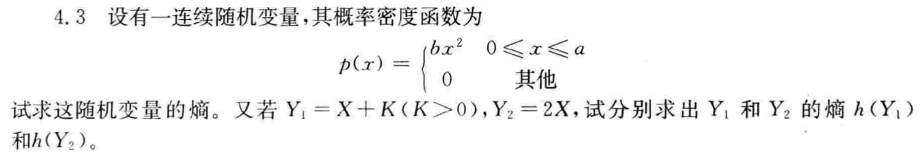 4.3 设有一连续随机变量,其概率密度函数为
p(x) = { bx² 0≤x≤a
0 其他
试求这随机变量的熵。又若 Y₁=X+K(K>0),Y₂=2X,试分别求出 Y₁ 和 Y₂ 的熵 h(Y₁)
和h(Y₂)。